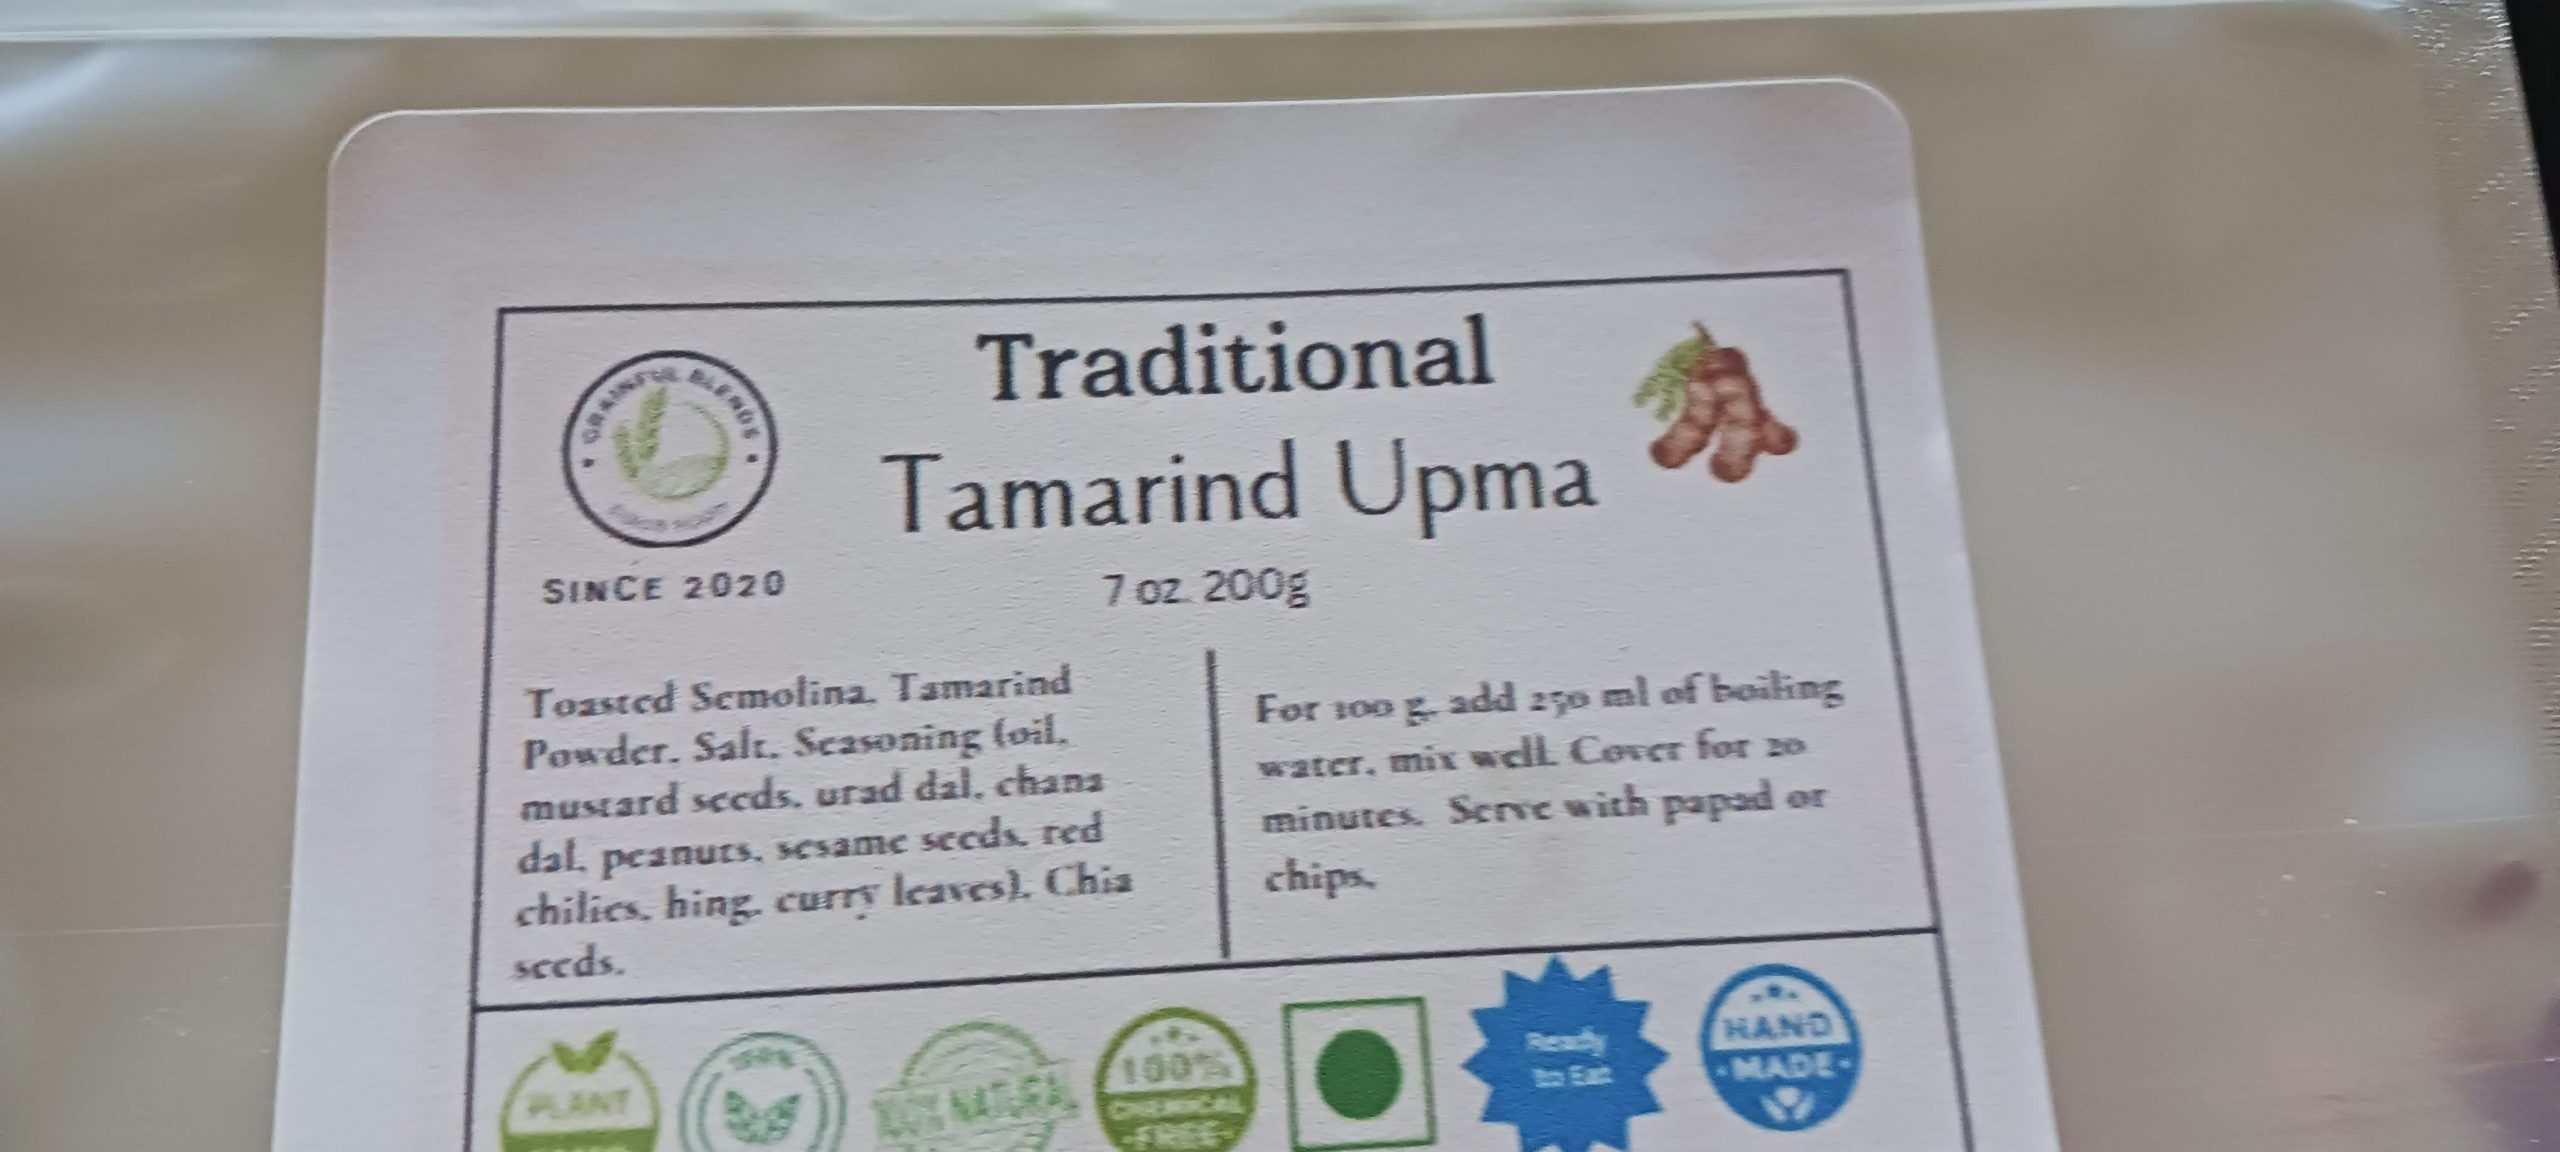 GRAINFUL BLENDS
SINCE 2020
Traditional
Tamarind Upma
7 oz. 200g
Toasted Semolina, Tamarind
Powder, Salt, Seasoning (oil,
mustard seeds, urad dal, chana
dal, peanuts, sesame seeds, red
chilies, hing, curry leaves), Chia
seeds.
For 100 g, add 250 ml of boiling
water, mix well. Cover for 20
minutes. Serve with papad or
chips.
PLANT
100%
100% NATURAL
100%
CHEMICAL
FREE
Ready
to Eat
HAND
MADE